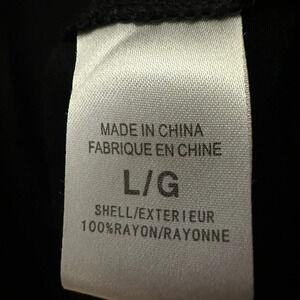 MADE IN CHINA
FABRIQUE EN CHINE
L/G
SHELL/EXTERIEUR
100%RAYON/RAYONNE